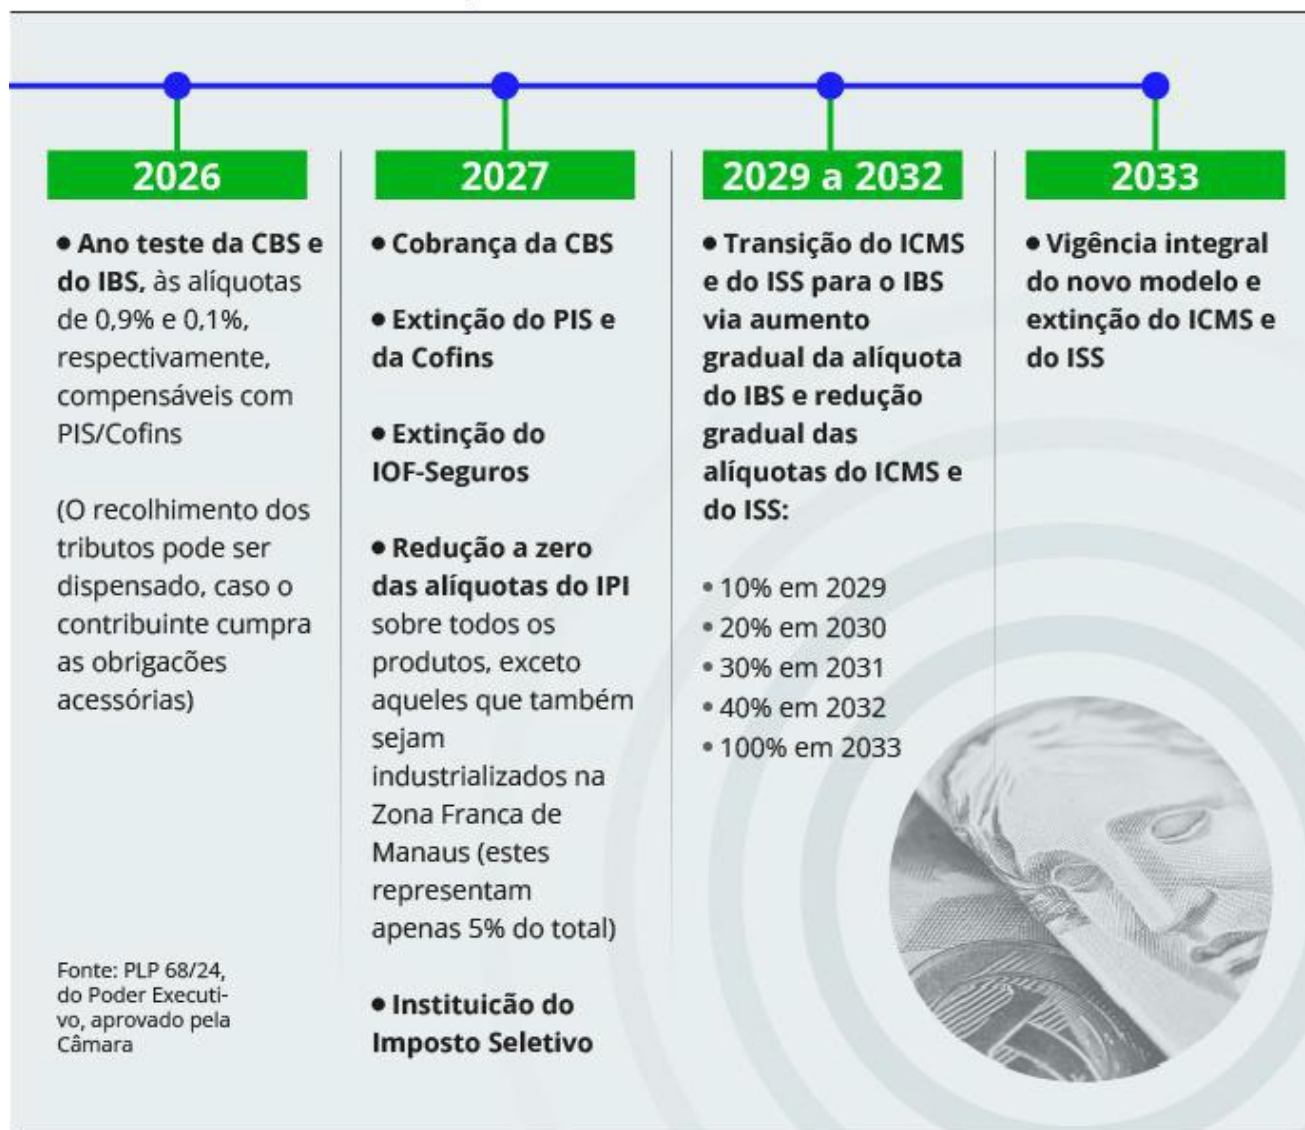 2026
• Ano teste da CBS e
do IBS, às alíquotas
de 0,9% e 0,1%,
respectivamente,
compensáveis com
PIS/Cofins
(O recolhimento dos
tributos pode ser
dispensado, caso o
contribuinte cumpra
as obrigacões
acessórias)
Fonte: PLP 68/24,
do Poder Executi-
vo, aprovado pela
Câmara
2027
• Cobrança da CBS
• Extinção do PIS e
da Cofins
• Extinção do
IOF-Seguros
• Redução a zero
das alíquotas do IPI
sobre todos os
produtos, exceto
aqueles que também
sejam
industrializados na
Zona Franca de
Manaus (estes
representam
apenas 5% do total)
• Instituicão do
Imposto Seletivo
2029 a 2032
• Transição do ICMS
e do ISS para o IBS
via aumento
gradual da alíquota
do IBS e redução
gradual das
alíquotas do ICMS e
do ISS:
• 10% em 2029
• 20% em 2030
• 30% em 2031
• 40% em 2032
• 100% em 2033
2033
• Vigência integral
do novo modelo e
extinção do ICMS e
do ISS